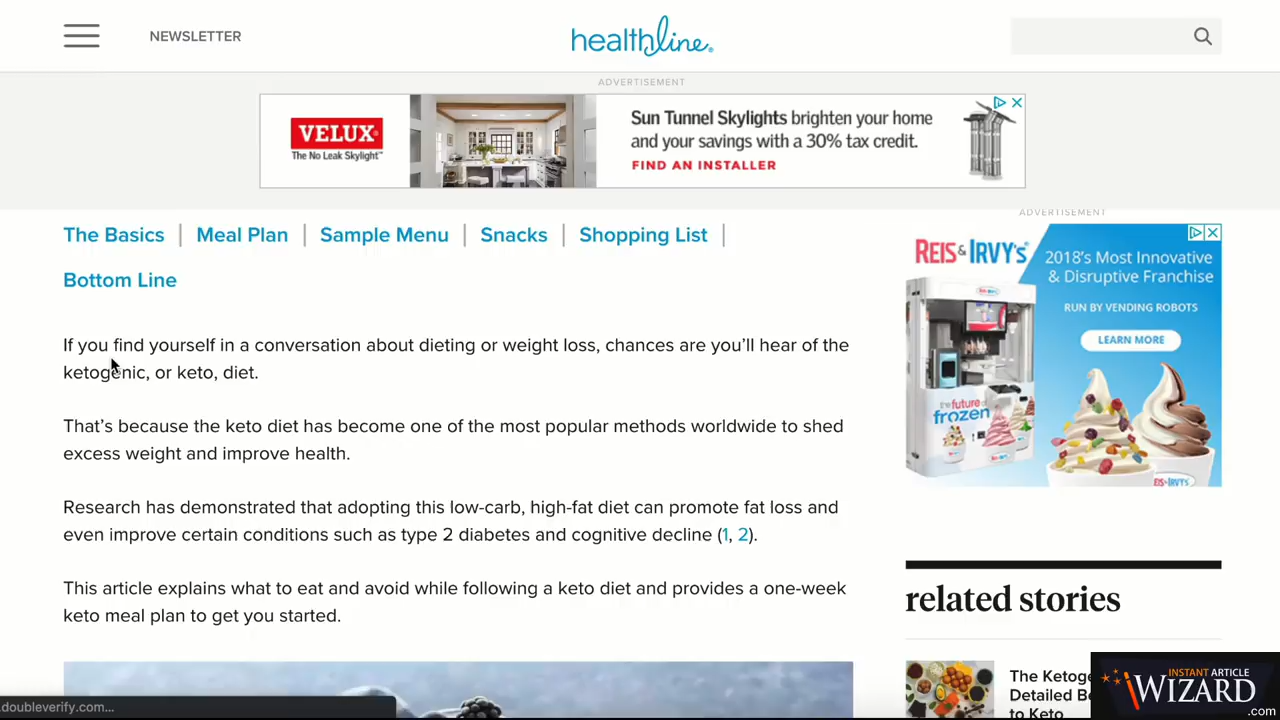 NEWSLETTER
healthline.
ADVERTISEMENT
VELUX
The No Leak Skylight™
Sun Tunnel Skylights brighten your home
and your savings with a 30% tax credit.
FIND AN INSTALLER
The Basics | Meal Plan | Sample Menu | Snacks | Shopping List |
Bottom Line
If you find yourself in a conversation about dieting or weight loss, chances are you’ll hear of the
ketogenic, or keto, diet.
That’s because the keto diet has become one of the most popular methods worldwide to shed
excess weight and improve health.
Research has demonstrated that adopting this low-carb, high-fat diet can promote fat loss and
even improve certain conditions such as type 2 diabetes and cognitive decline (1, 2).
This article explains what to eat and avoid while following a keto diet and provides a one-week
keto meal plan to get you started.
ADVERTISEMENT
REIS & IRVY's
2018's Most Innovative
& Disruptive Franchise
RUN BY VENDING ROBOTS
LEARN MORE
the future of
frozen
REIS & IRVY's
related stories
The Ketoge
Detailed Be
to Keto
.doubleverify.com...
INSTANT ARTICLE
WIZARD
.com